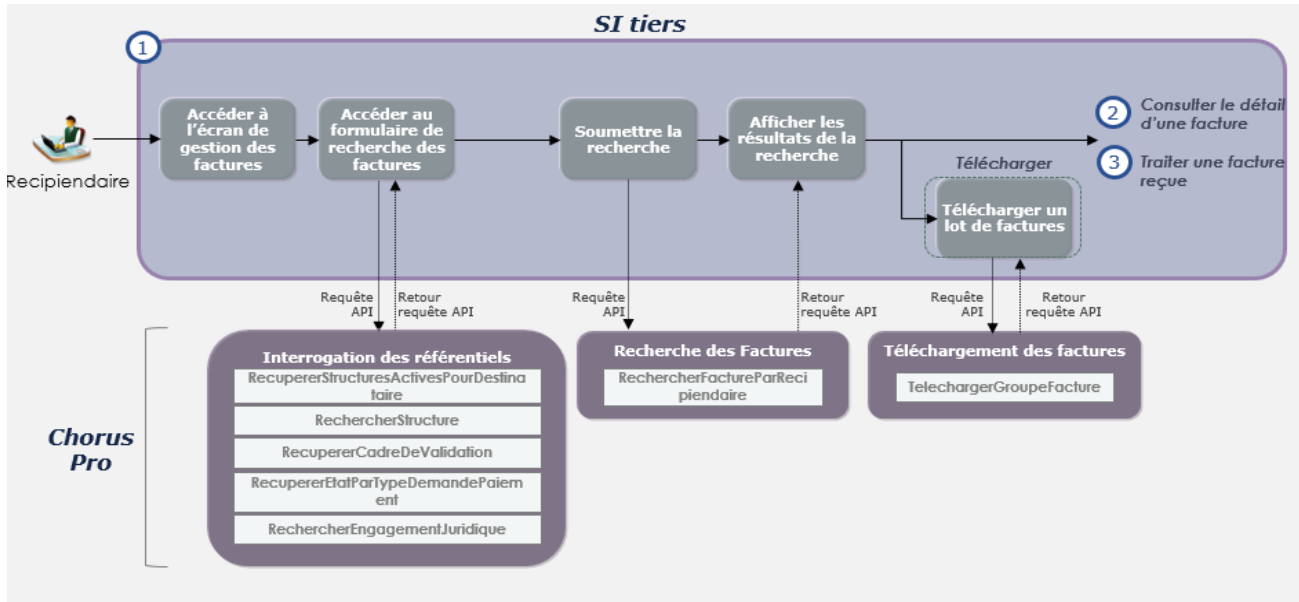 SI tiers
1
Accéder à
l'écran de
gestion des
factures
Accéder au
formulaire de
recherche des
factures
Soumettre la
recherche
Afficher les
résultats de la
recherche
2
Consulter le détail
d'une facture
3
Traiter une facture
reçue
Recipiendaire
Télécharger
Télécharger un
lot de factures
Requête
API
Retour
requête API
Requête
API
Retour
requête API
Requête
API
Retour
requête API
Chorus
Pro
Interrogation des référentiels
RecupererStructuresActivesPourDestina
taire
RechercherStructure
RecupererCadreDeValidation
RecupererEtatParTypeDemandePaiem
ent
RechercherEngagementJuridique
Recherche des Factures
RechercherFactureParReci
piendaire
Téléchargement des factures
TelechargerGroupeFacture